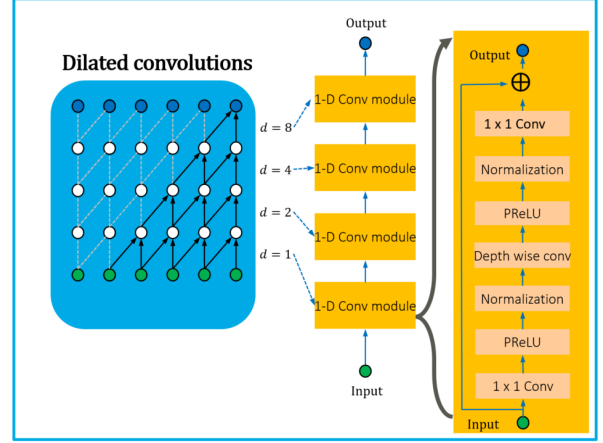 Dilated convolutions
d = 8
d = 4
d = 2
d = 1
Output
1-D Conv module
1-D Conv module
1-D Conv module
1-D Conv module
Input
Output
1 x 1 Conv
Normalization
PReLU
Depth wise conv
Normalization
PReLU
1 x 1 Conv
Input